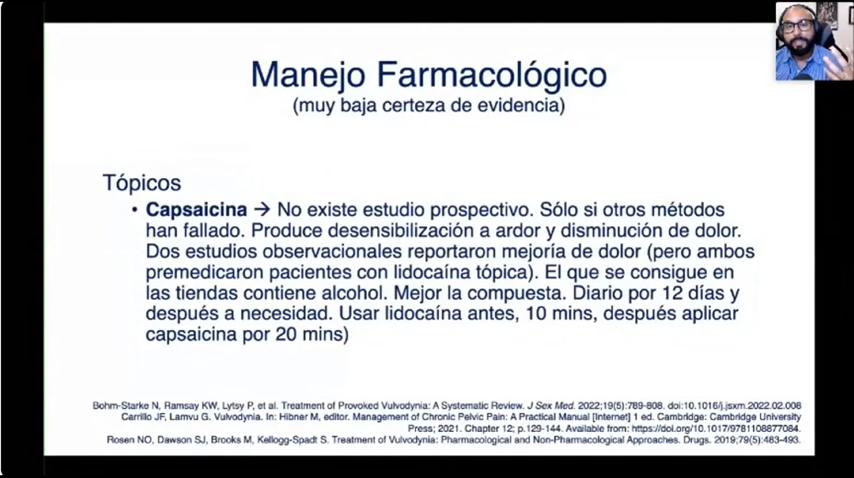 Manejo Farmacológico
(muy baja certeza de evidencia)
Tópicos
• Capsaicina → No existe estudio prospectivo. Sólo si otros métodos
han fallado. Produce desensibilización a ardor y disminución de dolor.
Dos estudios observacionales reportaron mejoría de dolor (pero ambos
premedicaron pacientes con lidocaína tópica). El que se consigue en
las tiendas contiene alcohol. Mejor la compuesta. Diario por 12 días y
después a necesidad. Usar lidocaína antes, 10 mins, después aplicar
capsaicina por 20 mins)
Bohm-Starke N, Ramsay KW, Lytsy P, et al. Treatment of Provoked Vulvodynia: A Systematic Review. J Sex Med. 2022;19(5):789-808. doi:10.1016/j.jsxm.2022.02.008
Carrillo JF, Lamvu G. Vulvodynia. In: Hibner M, editor. Management of Chronic Pelvic Pain: A Practical Manual [Internet] 1 ed. Cambridge: Cambridge University
Press; 2021. Chapter 12; p.129-144. Available from: https://doi.org/10.1017/9781108877084.
Rosen NO, Dawson SJ, Brooks M, Kellogg-Spadt S. Treatment of Vulvodynia: Pharmacological and Non-Pharmacological Approaches. Drugs. 2019;79(5):483-493.